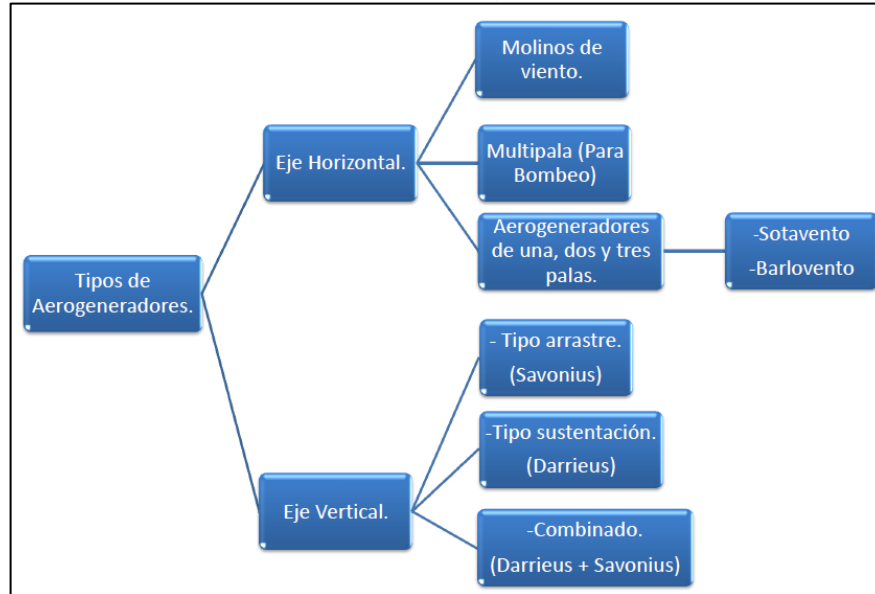 Tipos de
Aerogeneradores.
Eje Horizontal.
Molinos de
viento.
Multipala (Para
Bombeo)
Aerogeneradores
de una, dos y tres
palas.
-Sotavento
-Barlovento
Eje Vertical.
- Tipo arrastre.
(Savonius)
-Tipo sustentación.
(Darrieus)
-Combinado.
(Darrieus + Savonius)